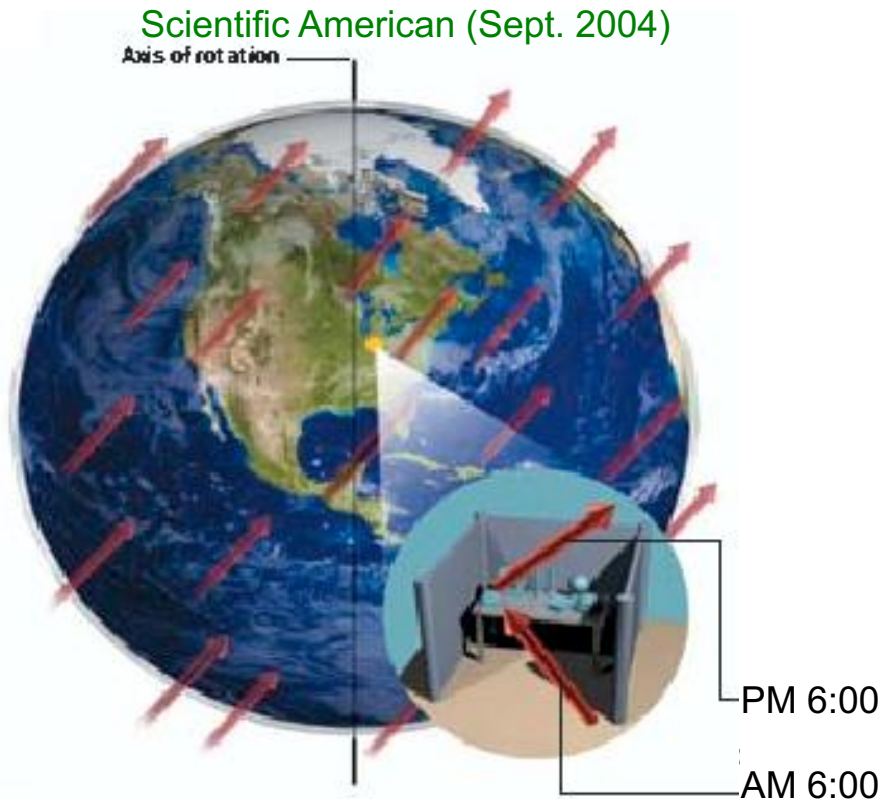 Scientific American (Sept. 2004)
Axis of rotation
PM 6:00
AM 6:00